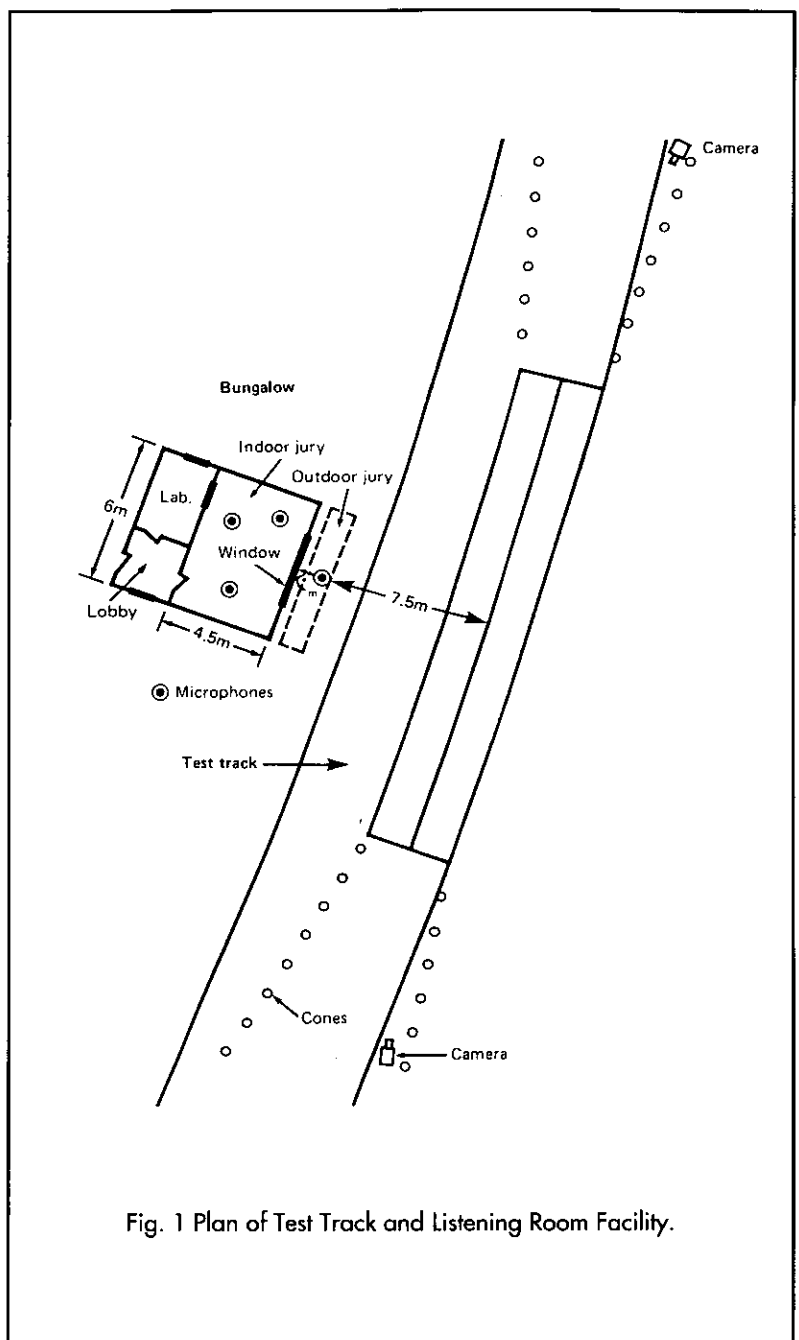 Camera
Bungalow
Indoor jury
Outdoor jury
Lab.
6m
Window
m
7.5m
Lobby
4.5m
Microphones
Test track
Cones
Camera
Fig. 1 Plan of Test Track and Listening Room Facility.